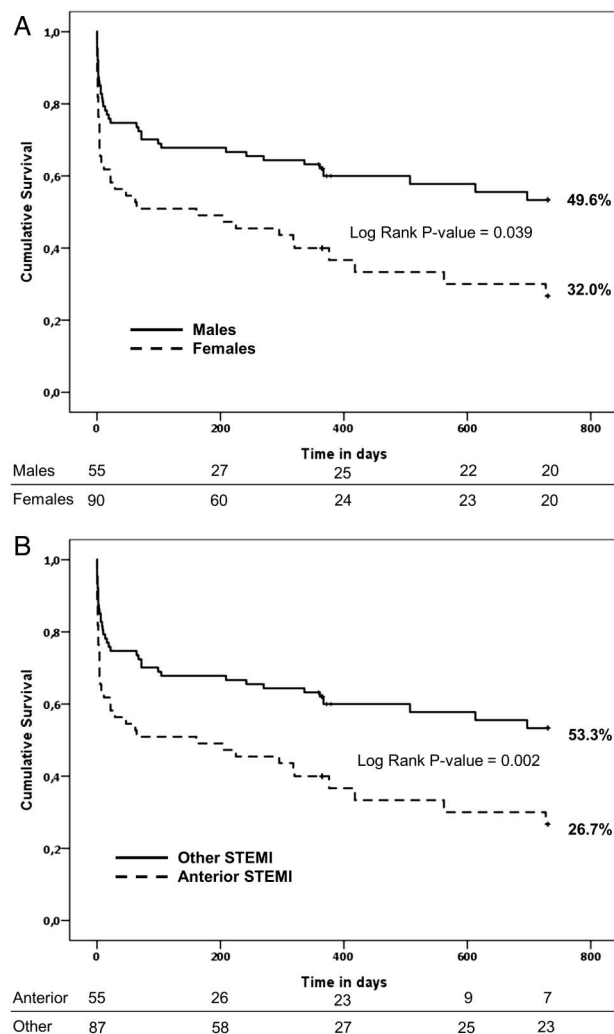 A
1,0
0,8
0,6
0,4
0,2
0,0
Cumulative Survival
49.6%
Log Rank P-value = 0.039
32.0%
Males
Females
0 200 400 600 800
Time in days
Males 55 27 25 22 20
Females 90 60 24 23 20
B
1,0
0,8
0,6
0,4
0,2
0,0
Cumulative Survival
53.3%
Log Rank P-value = 0.002
26.7%
Other STEMI
Anterior STEMI
0 200 400 600 800
Time in days
Anterior 55 26 23 9 7
Other 87 58 27 25 23